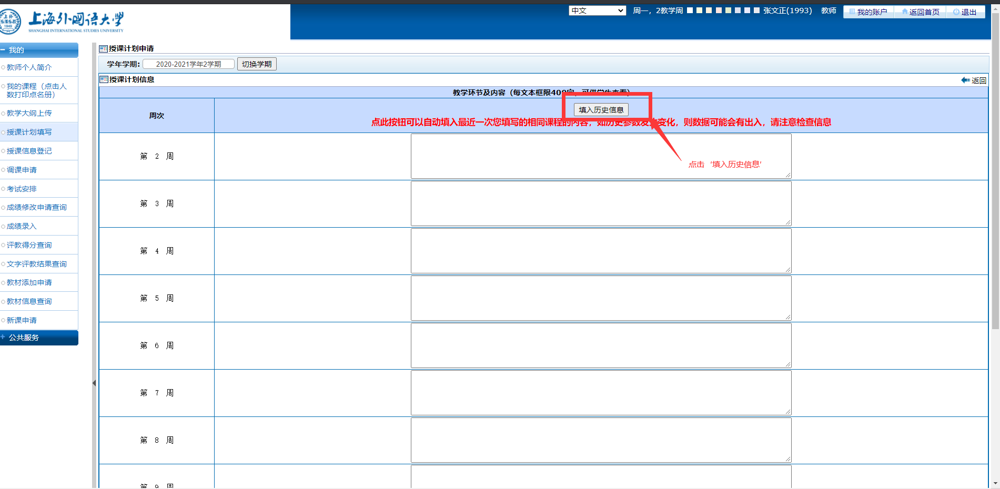 中文
周一，2教学周
张文正(1993)
教师
我的账户
返回首页
退出
上海外国语大学
SHANGHAI INTERNATIONAL STUDIES UNIVERSITY
1949
我的
教师个人简介
我的课程（点击人
数打印点名册）
教学大纲上传
授课计划填写
授课信息登记
调课申请
考试安排
成绩修改申请查询
成绩录入
评教得分查询
文字评教结果查询
教材添加申请
教材信息查询
新课申请
公共服务
授课计划申请
学年学期: 2020-2021学年2学期 切换学期
授课计划信息
返回
教学环节及内容（每文本框限400字，可供学生查看）
周次
填入历史信息
点此按钮可以自动填入最近一次您填写的相同课程的内容，如历史参数发生变化，则数据可能会有出入，请注意检查信息
第 2 周
点击‘填入历史信息’
第 3 周
第 4 周
第 5 周
第 6 周
第 7 周
第 8 周
第 9 周